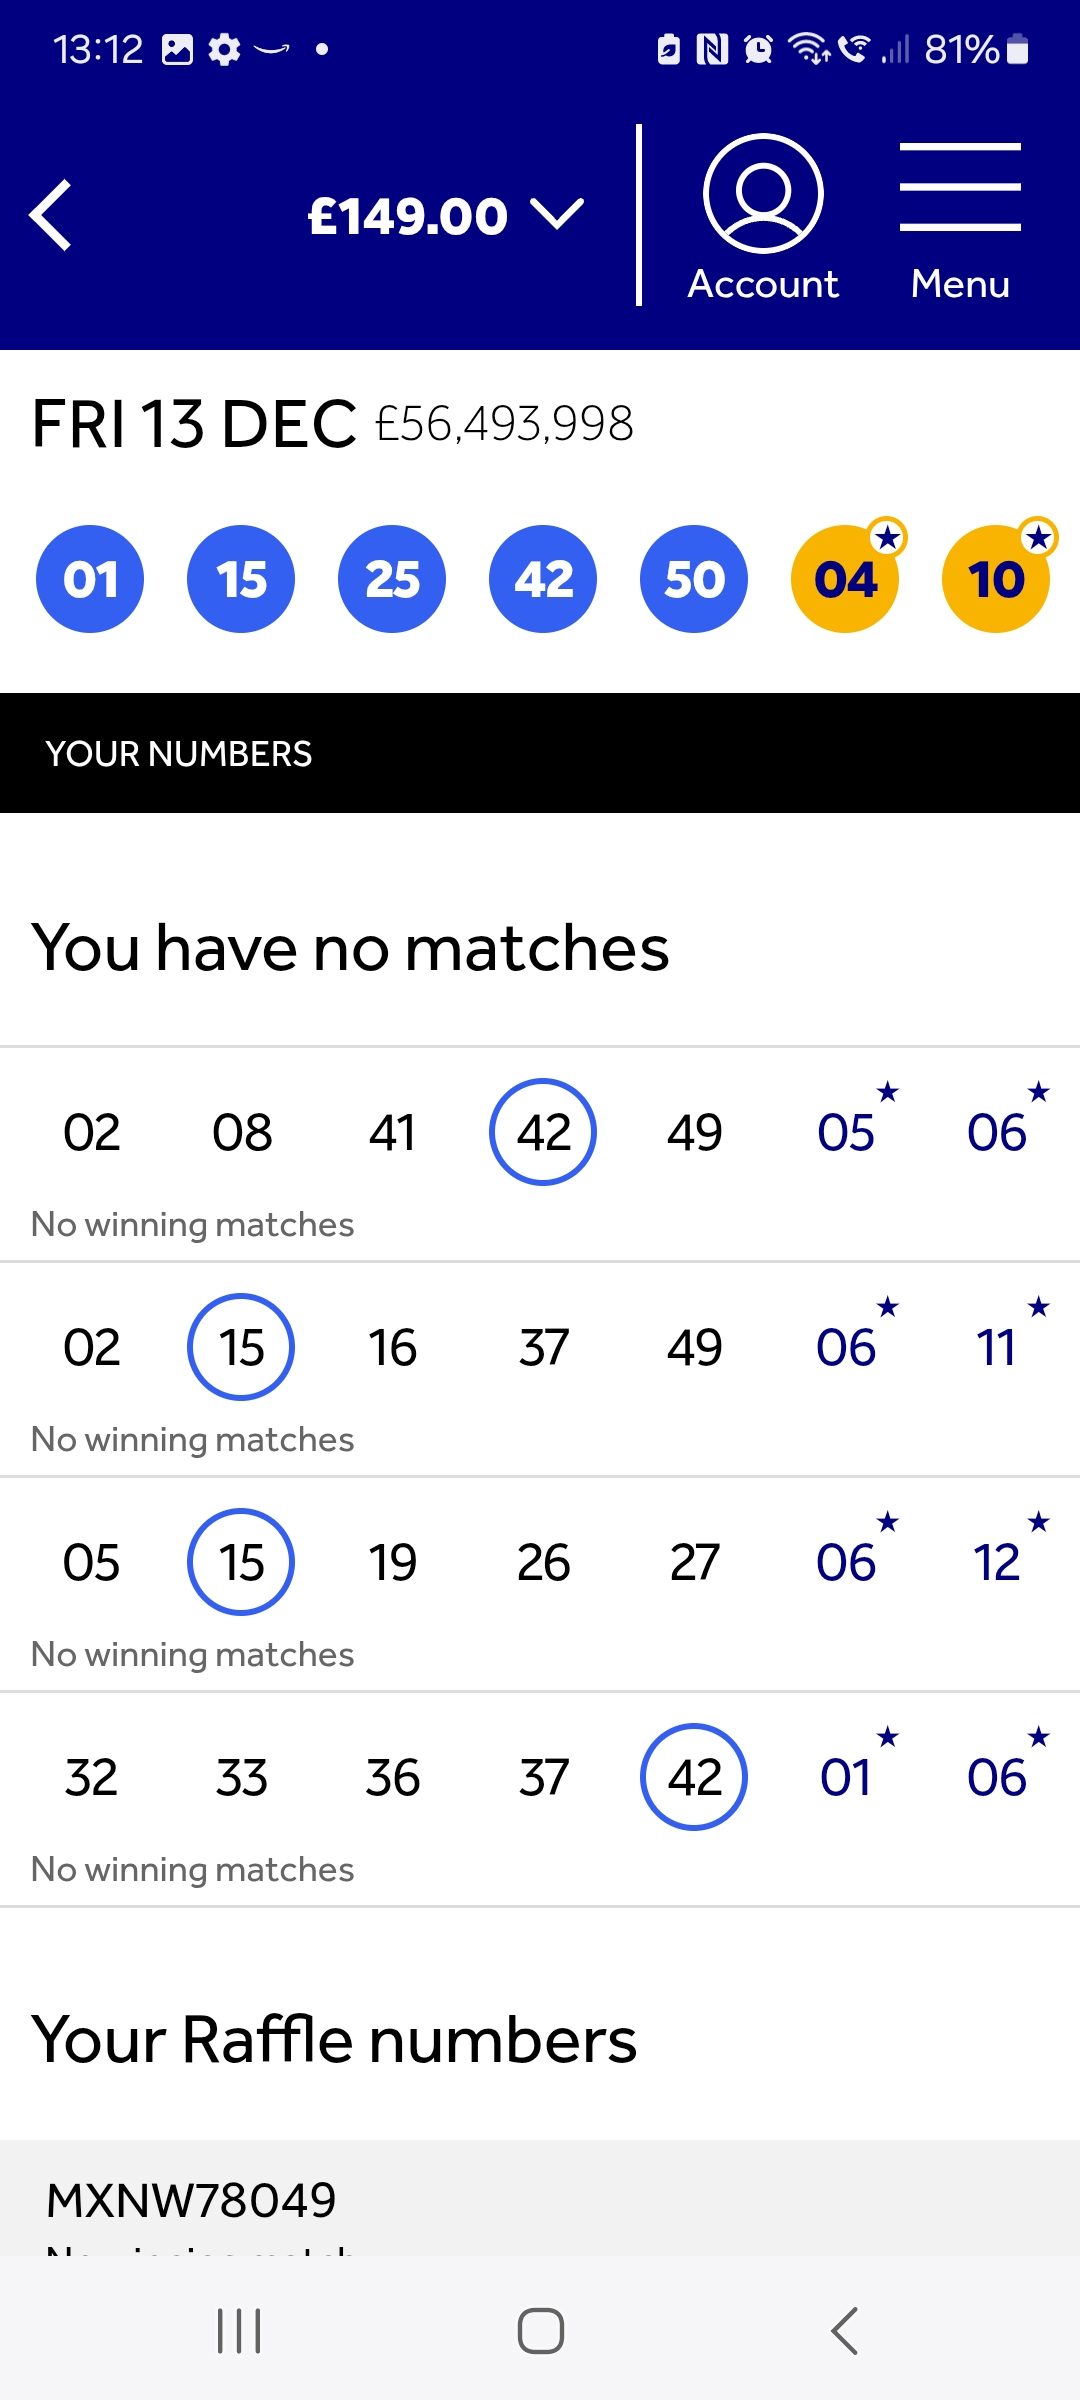 13:12 81%
£149.00 Account Menu
FRI 13 DEC £56,493,998
01 15 25 42 50 04 10
YOUR NUMBERS
You have no matches
02 08 41 42 49 05 06
No winning matches
02 15 16 37 49 06 11
No winning matches
05 15 19 26 27 06 12
No winning matches
32 33 36 37 42 01 06
No winning matches
Your Raffle numbers
MXNW78049
No winning match